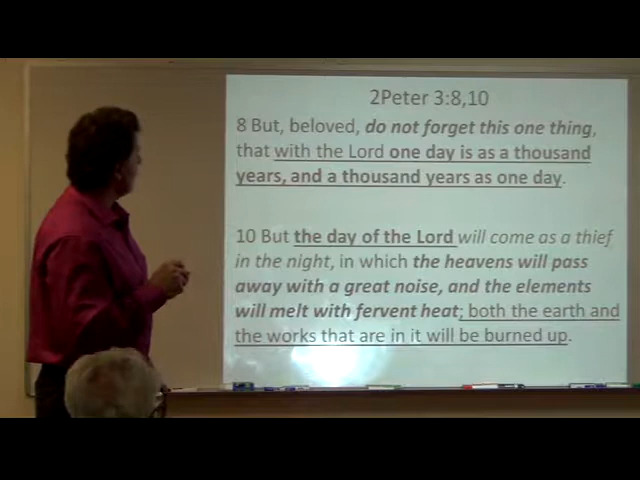 2Peter 3:8,10
8 But, beloved, do not forget this one thing,
that with the Lord one day is as a thousand
years, and a thousand years as one day.
10 But the day of the Lord will come as a thief
in the night, in which the heavens will pass
away with a great noise, and the elements
will melt with fervent heat; both the earth and
the works that are in it will be burned up.